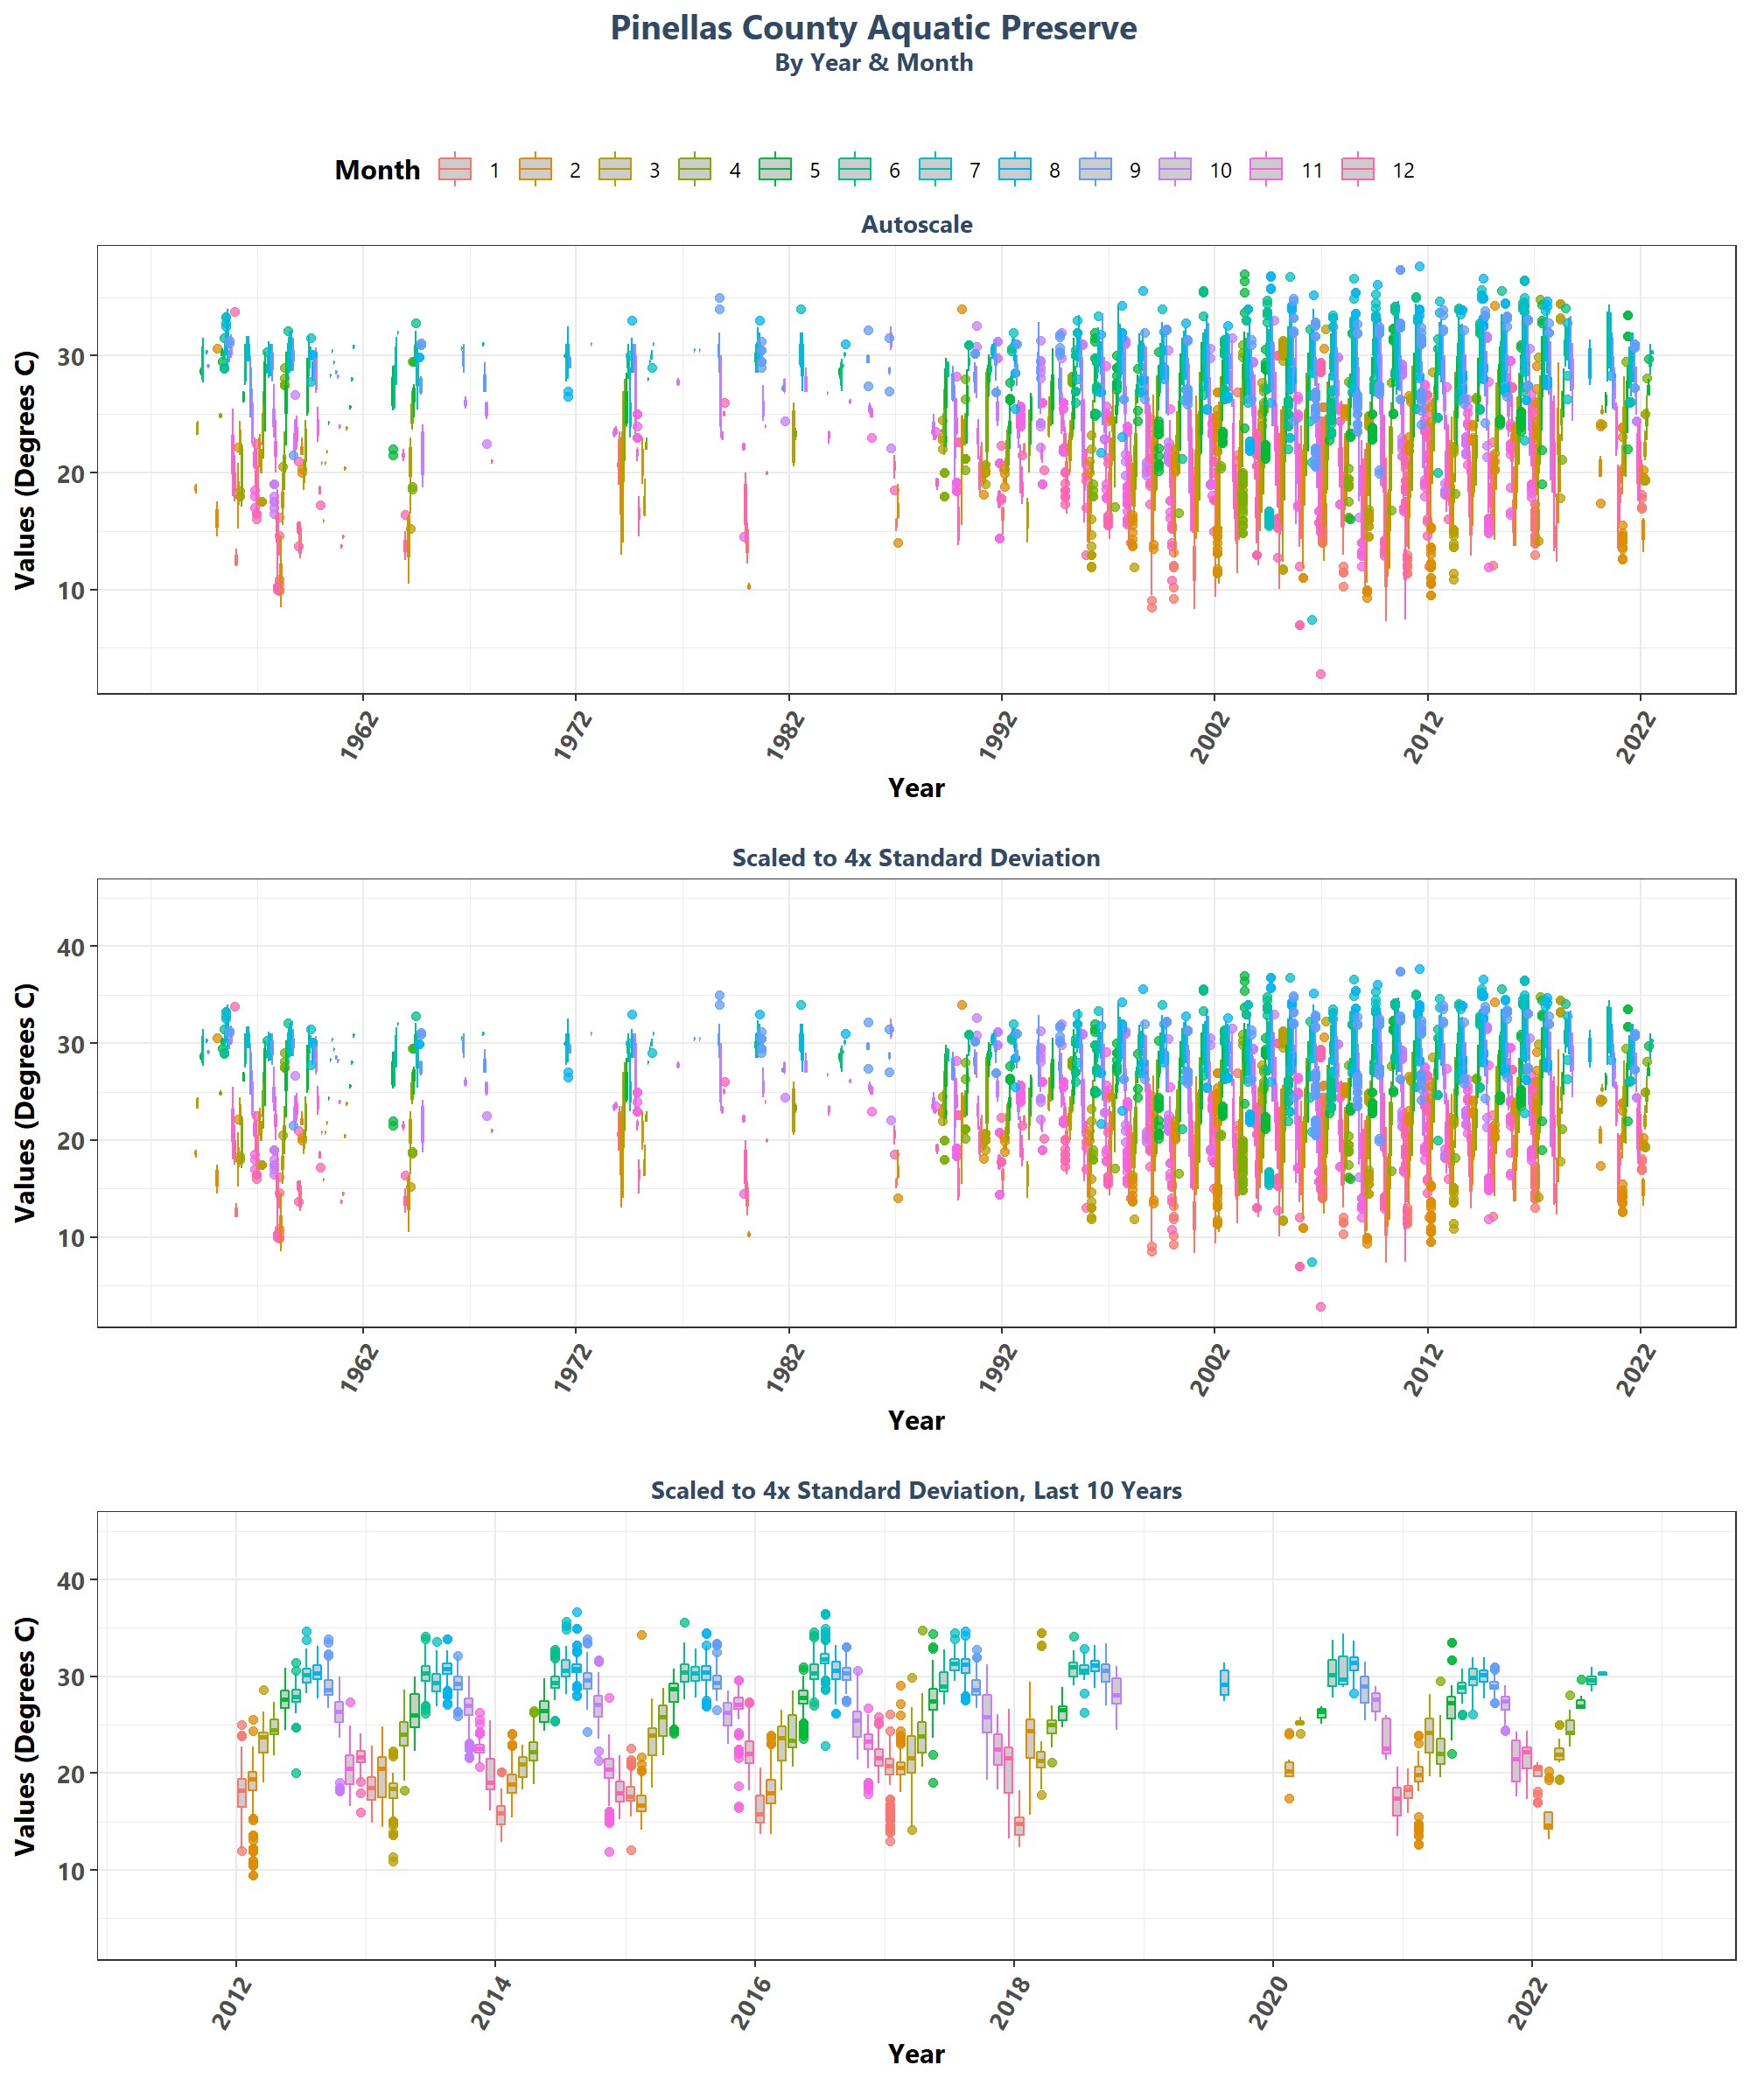 Pinellas County Aquatic Preserve
By Year & Month
Month 1 2 3 4 5 6 7 8 9 10 11 12
Autoscale
Values (Degrees C)
30
20
10
1962 1972 1982 1992 2002 2012 2022
Year
Scaled to 4x Standard Deviation
Values (Degrees C)
40
30
20
10
1962 1972 1982 1992 2002 2012 2022
Year
Scaled to 4x Standard Deviation, Last 10 Years
Values (Degrees C)
40
30
20
10
2012 2014 2016 2018 2020 2022
Year